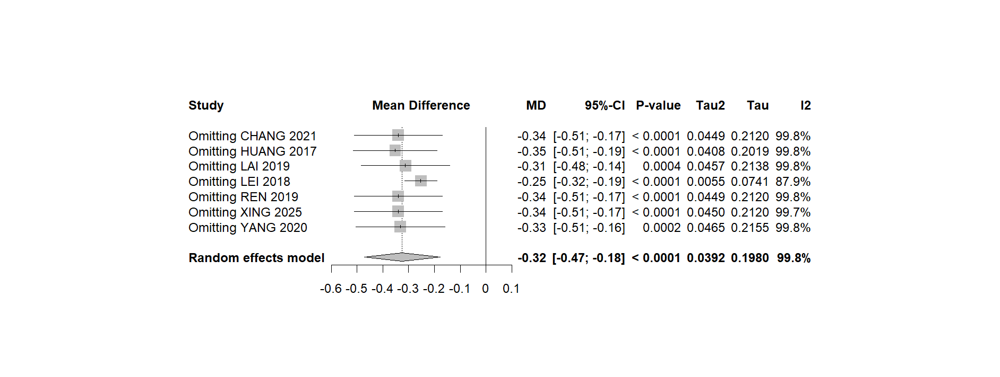 Study Mean Difference MD 95%-CI P-value Tau2 Tau I2
Omitting CHANG 2021 -0.34 [-0.51; -0.17] < 0.0001 0.0449 0.2120 99.8%
Omitting HUANG 2017 -0.35 [-0.51; -0.19] < 0.0001 0.0408 0.2019 99.8%
Omitting LAI 2019 -0.31 [-0.48; -0.14] 0.0004 0.0457 0.2138 99.8%
Omitting LEI 2018 -0.25 [-0.32; -0.19] < 0.0001 0.0055 0.0741 87.9%
Omitting REN 2019 -0.34 [-0.51; -0.17] < 0.0001 0.0449 0.2120 99.8%
Omitting XING 2025 -0.34 [-0.51; -0.17] < 0.0001 0.0450 0.2120 99.7%
Omitting YANG 2020 -0.33 [-0.51; -0.16] 0.0002 0.0465 0.2155 99.8%
Random effects model -0.32 [-0.47; -0.18] < 0.0001 0.0392 0.1980 99.8%
-0.6 -0.5 -0.4 -0.3 -0.2 -0.1 0 0.1